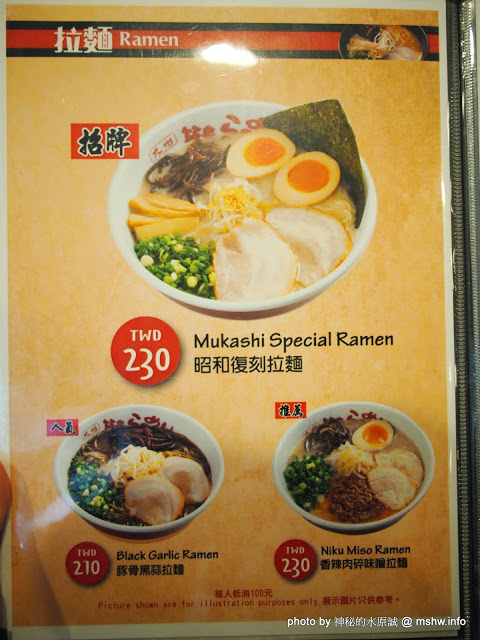 拉麵 Ramen
招牌
九州
TWD
230
Mukashi Special Ramen
昭和復刻拉麵
人氣
九州
推薦
TWD
210
Black Garlic Ramen
豚骨黑蒜拉麵
TWD
230
Niku Miso Ramen
香辣肉碎味噌拉麵
每人低消100元
Picture shown are for illustration purposes only 展示圖片只供參考。
photo by 神秘的水原誠 @ mshw.info